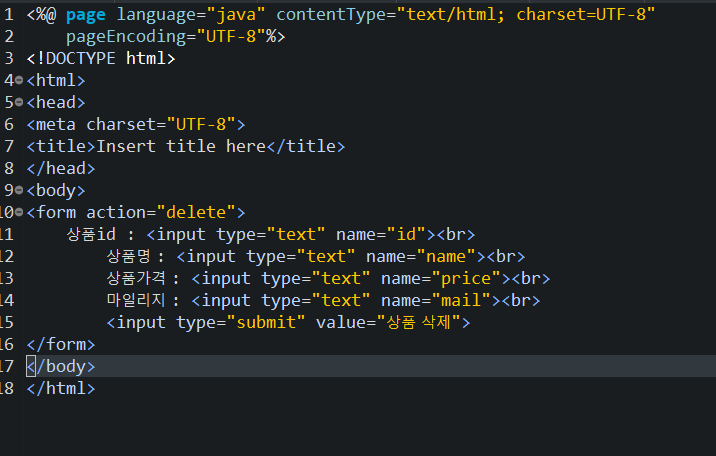 1 <%@ page language="java" contentType="text/html; charset=UTF-8"
2     pageEncoding="UTF-8"%>
3 <!DOCTYPE html>
4 <html>
5 <head>
6 <meta charset="UTF-8">
7 <title>Insert title here</title>
8 </head>
9 <body>
10 <form action="delete">
11     상품id : <input type="text" name="id"><br>
12         상품명 : <input type="text" name="name"><br>
13         상품가격 : <input type="text" name="price"><br>
14         마일리지 : <input type="text" name="mail"><br>
15         <input type="submit" value="상품 삭제">
16 </form>
17 </body>
18 </html>